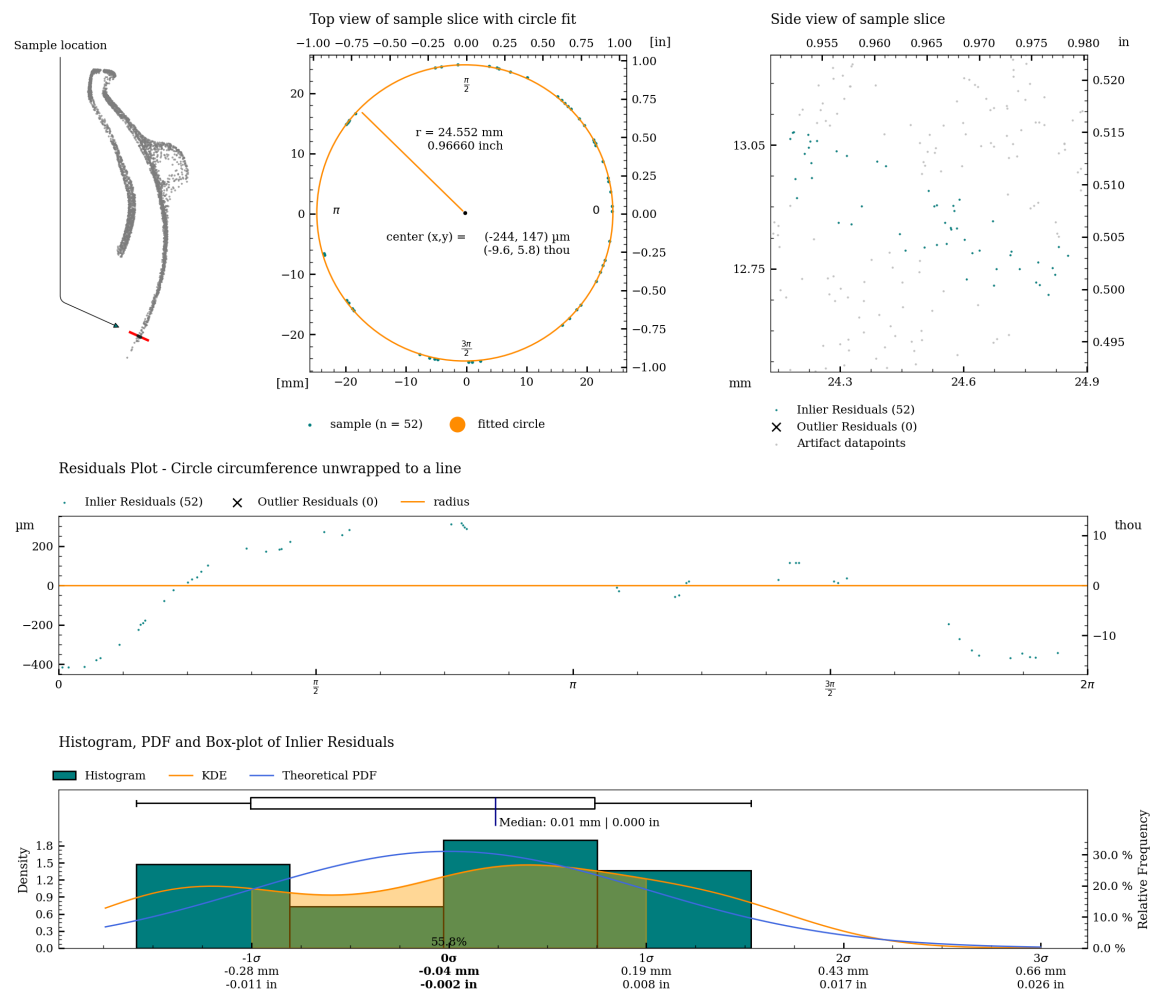 Sample location
Top view of sample slice with circle fit
−1.00 −0.75 −0.50 −0.25 0.00 0.25 0.50 0.75 1.00 [in]
1.00
0.75
0.50
0.25
0.00
−0.25
−0.50
−0.75
−1.00
20
10
0
−10
−20
[mm]
−20 −10 0 10 20
π/2
r = 24.552 mm
0.96660 inch
π
0
center (x,y) = (-244, 147) µm
(-9.6, 5.8) thou
3π/2
sample (n = 52) fitted circle
Side view of sample slice
0.955 0.960 0.965 0.970 0.975 0.980 in
0.520
0.515
0.510
0.505
0.500
0.495
13.05
12.75
mm
24.3 24.6 24.9
Inlier Residuals (52)
Outlier Residuals (0)
Artifact datapoints
Residuals Plot - Circle circumference unwrapped to a line
Inlier Residuals (52) Outlier Residuals (0) radius
µm
200
0
−200
−400
thou
10
0
−10
0 π/2 π 3π/2 2π
Histogram, PDF and Box-plot of Inlier Residuals
Histogram KDE Theoretical PDF
Median: 0.01 mm | 0.000 in
Density
1.8
1.5
1.2
0.9
0.6
0.3
0.0
Relative Frequency
30.0 %
20.0 %
10.0 %
0.0 %
55.8%
-1σ 0σ 1σ 2σ 3σ
-0.28 mm -0.04 mm 0.19 mm 0.43 mm 0.66 mm
-0.011 in -0.002 in 0.008 in 0.017 in 0.026 in